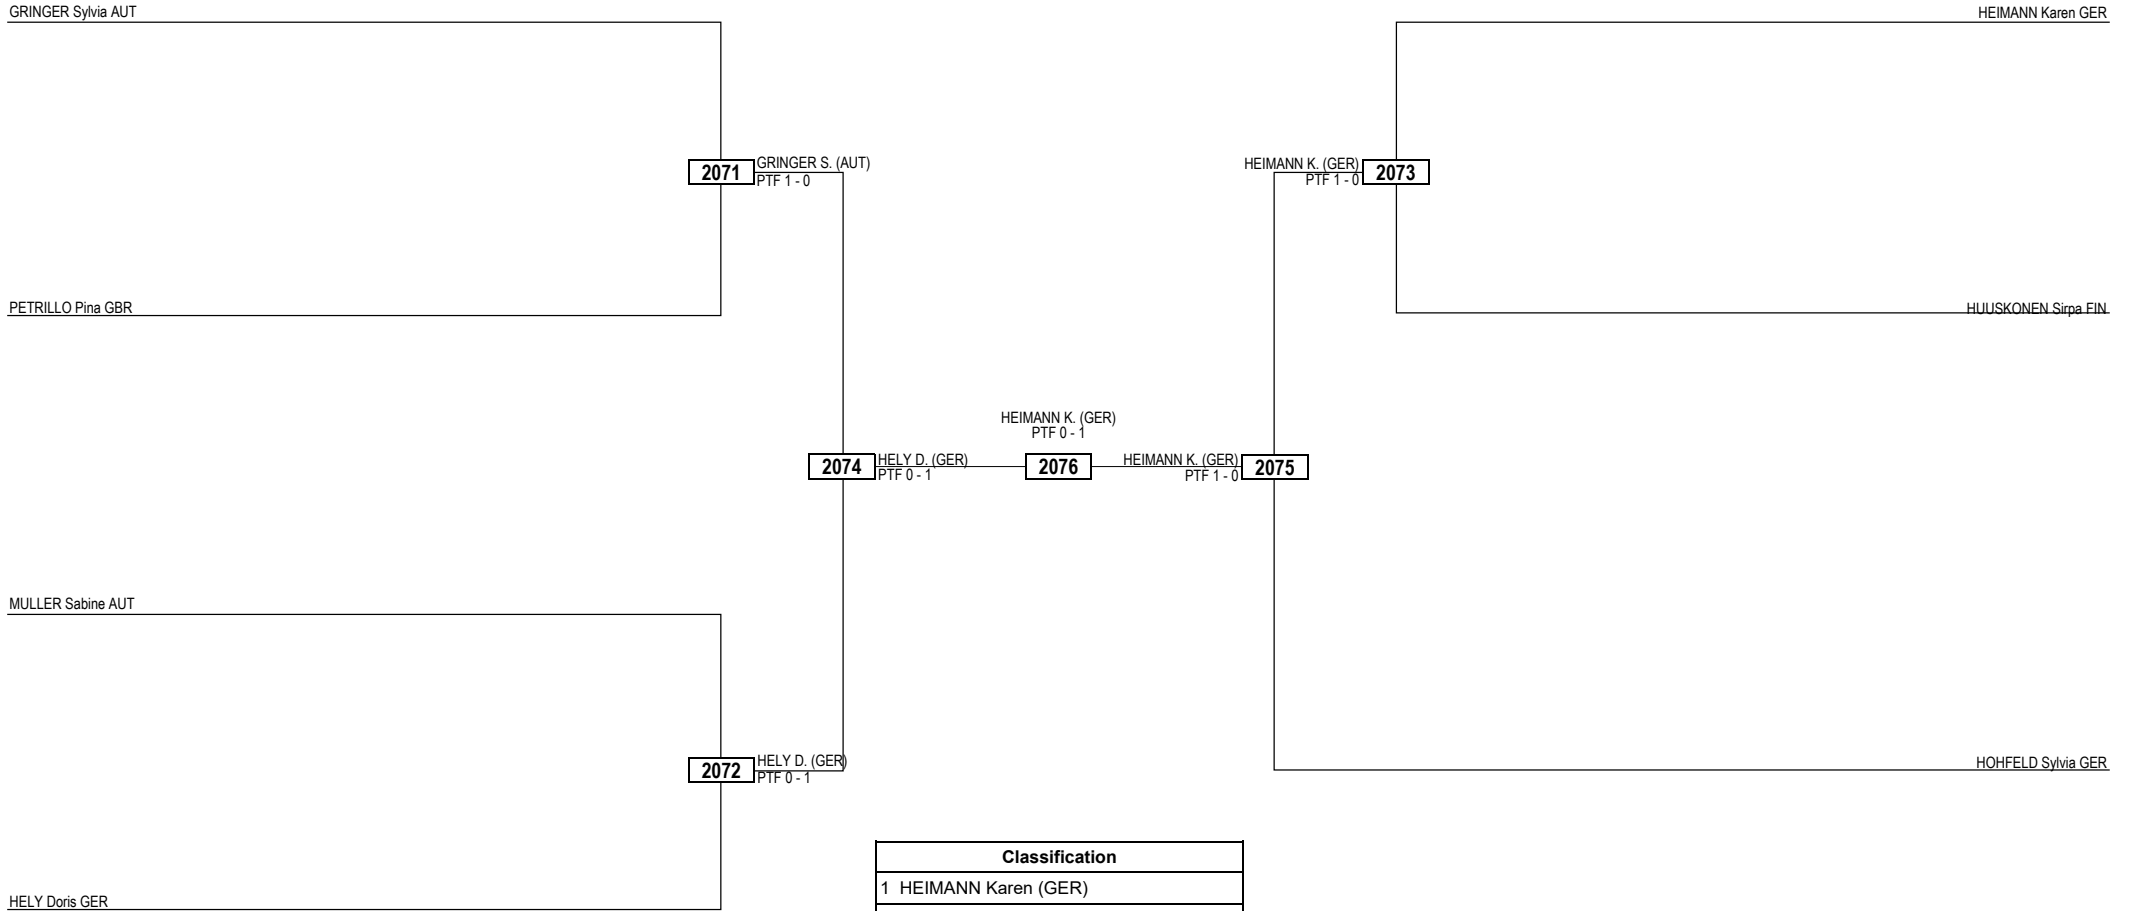 GRINGER Sylvia AUT
HEIMANN Karen GER
2071
GRINGER S. (AUT)
PTF 1 - 0
HEIMANN K. (GER)
PTF 1 - 0
2073
PETRILLO Pina GBR
HUUSKONEN Sirpa FIN
HEIMANN K. (GER)
PTF 0 - 1
2074
HELY D. (GER)
PTF 0 - 1
2076
HEIMANN K. (GER)
PTF 1 - 0
2075
MULLER Sabine AUT
2072
HELY D. (GER)
PTF 0 - 1
HOHFELD Sylvia GER
Classification
1 HEIMANN Karen (GER)
HELY Doris GER